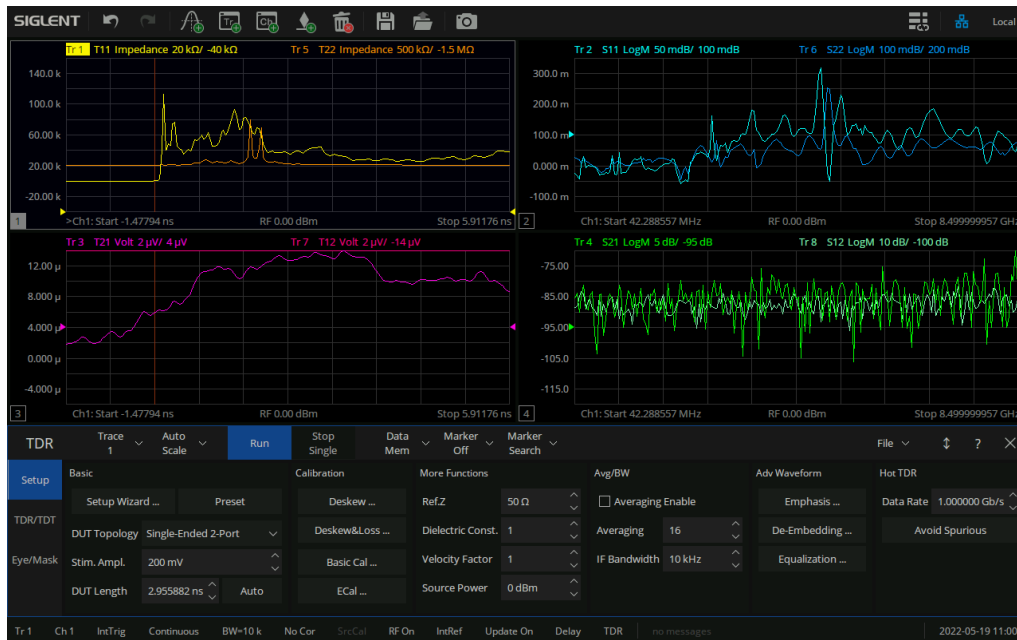 SIGLENT Tr Ch Local
Tr 1 T11 Impedance 20 kΩ/ -40 kΩ Tr 5 T22 Impedance 500 kΩ/ -1.5 MΩ
140.0 k
100.0 k
60.00 k
20.00 k
-20.00 k
1 >Ch1: Start -1.47794 ns RF 0.00 dBm Stop 5.91176 ns
Tr 2 S11 LogM 50 mdB/ 100 mdB Tr 6 S22 LogM 100 mdB/ 200 mdB
300.0 m
200.0 m
100.0 m
0.000 m
-100.0 m
2 Ch1: Start 42.288557 MHz RF 0.00 dBm Stop 8.499999957 GH
Tr 3 T21 Volt 2 μV/ 4 μV Tr 7 T12 Volt 2 μV/ -14 μV
12.00 μ
8.000 μ
4.000 μ
0.000 μ
-4.000 μ
3 Ch1: Start -1.47794 ns RF 0.00 dBm Stop 5.91176 ns
Tr 4 S21 LogM 5 dB/ -95 dB Tr 8 S12 LogM 10 dB/ -100 dB
-75.00
-85.00
-95.00
-105.0
-115.0
4 Ch1: Start 42.288557 MHz RF 0.00 dBm Stop 8.499999957 GH
TDR Trace 1 Auto Scale Run Stop Single Data Mem Marker Off Marker Search File ?
Setup
TDR/TDT
Eye/Mask
Basic
Setup Wizard ... Preset
DUT Topology Single-Ended 2-Port
Stim. Ampl. 200 mV
DUT Length 2.955882 ns Auto
Calibration
Deskew ...
Deskew&Loss ...
Basic Cal ...
ECal ...
More Functions
Ref.Z 50 Ω
Dielectric Const. 1
Velocity Factor 1
Source Power 0 dBm
Avg/BW
Averaging Enable
Averaging 16
IF Bandwidth 10 kHz
Adv Waveform
Emphasis ...
De-Embedding ...
Equalization ...
Hot TDR
Data Rate 1.000000 Gb/s
Avoid Spurious
Tr 1 Ch 1 IntTrig Continuous BW=10 k No Cor SrcCal RF On IntRef Update On Delay TDR no messages 2022-05-19 11:00